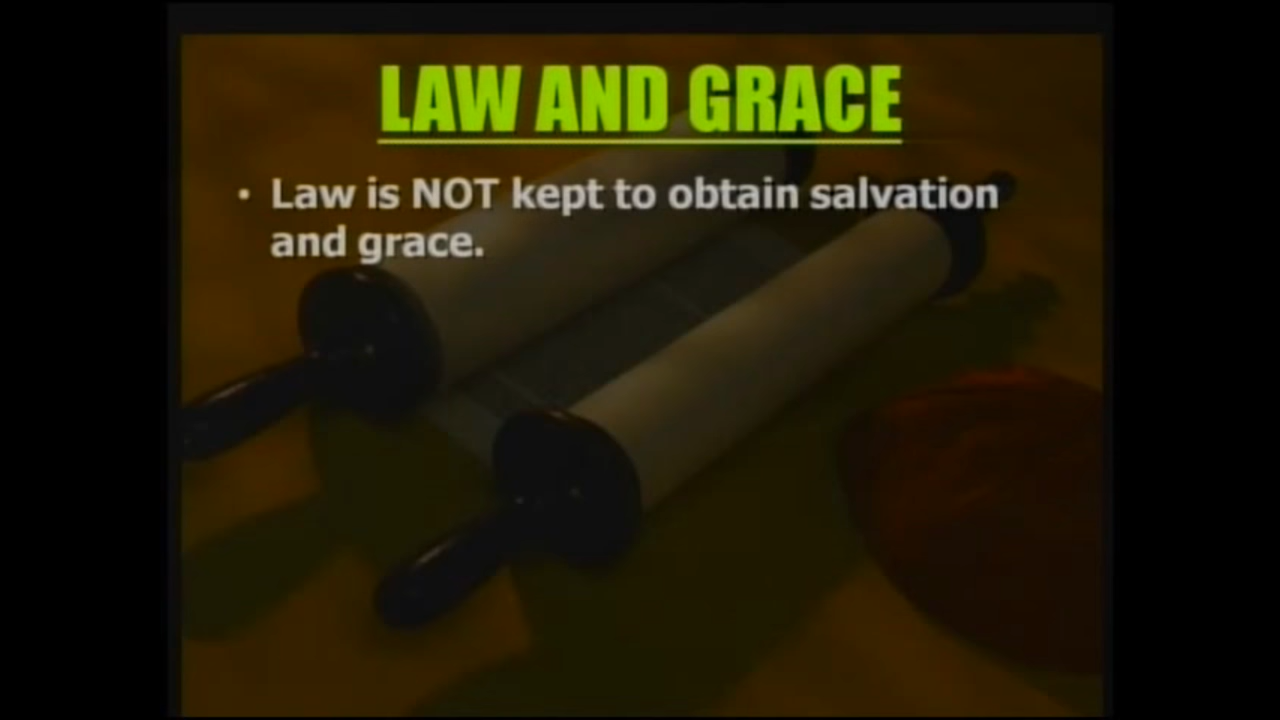 LAW AND GRACE
• Law is NOT kept to obtain salvation
and grace.